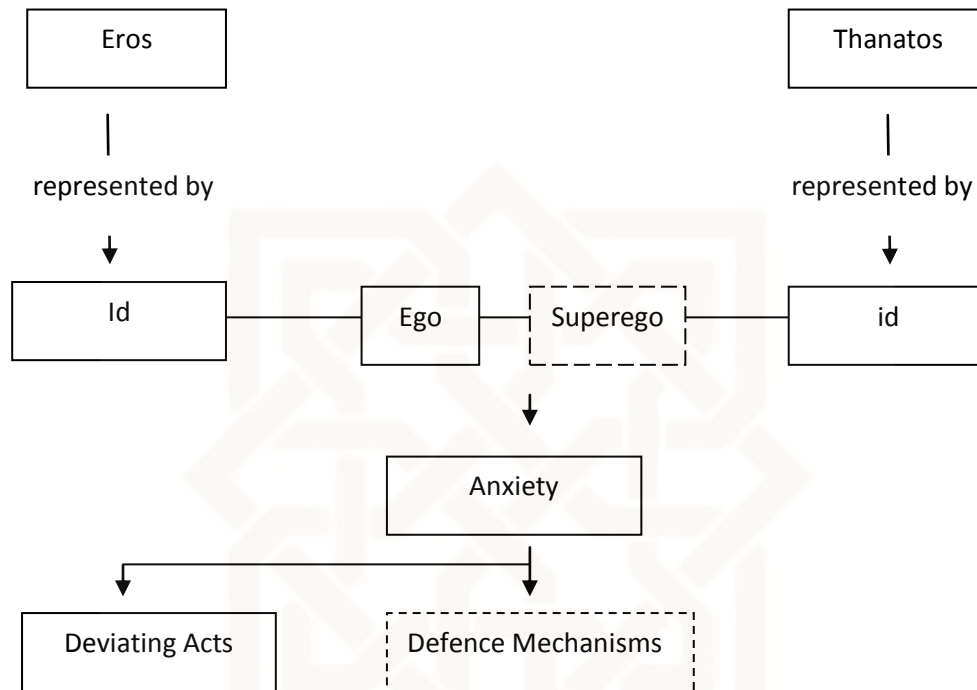 Eros
Thanatos
represented by
represented by
Id
Ego
Superego
id
Anxiety
Deviating Acts
Defence Mechanisms